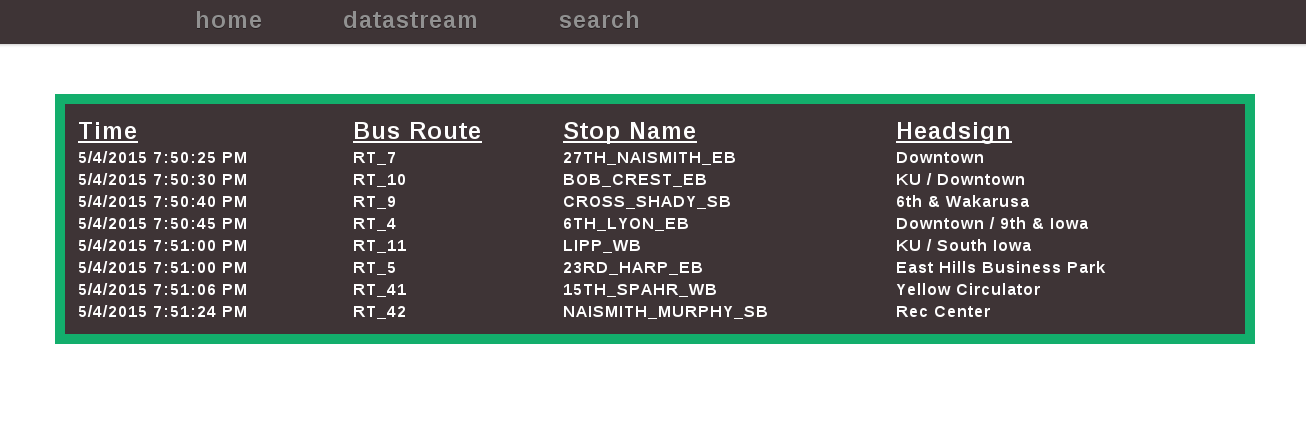 home datastream search
Time Bus Route Stop Name Headsign
5/4/2015 7:50:25 PM RT_7 27TH_NAISMITH_EB Downtown
5/4/2015 7:50:30 PM RT_10 BOB_CREST_EB KU / Downtown
5/4/2015 7:50:40 PM RT_9 CROSS_SHADY_SB 6th & Wakarusa
5/4/2015 7:50:45 PM RT_4 6TH_LYON_EB Downtown / 9th & Iowa
5/4/2015 7:51:00 PM RT_11 LIPP_WB KU / South Iowa
5/4/2015 7:51:00 PM RT_5 23RD_HARP_EB East Hills Business Park
5/4/2015 7:51:06 PM RT_41 15TH_SPAHR_WB Yellow Circulator
5/4/2015 7:51:24 PM RT_42 NAISMITH_MURPHY_SB Rec Center